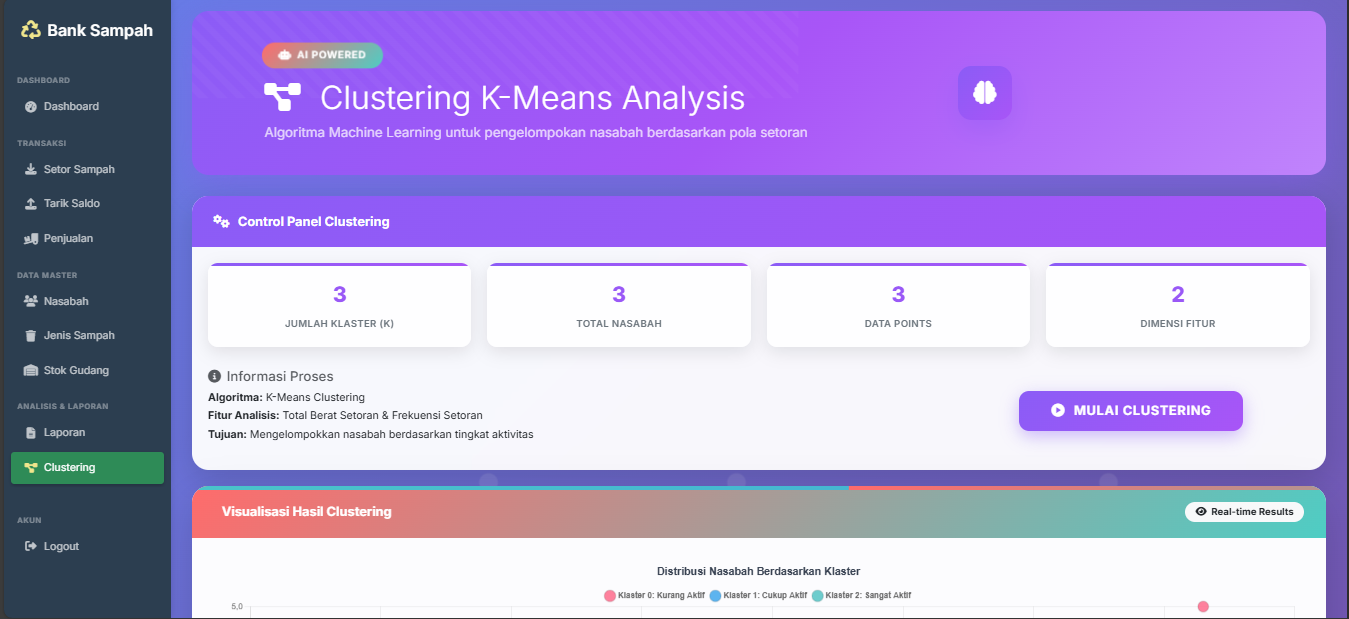 Bank Sampah
DASHBOARD
Dashboard
TRANSAKSI
Setor Sampah
Tarik Saldo
Penjualan
DATA MASTER
Nasabah
Jenis Sampah
Stok Gudang
ANALISIS & LAPORAN
Laporan
Clustering
AKUN
Logout
AI POWERED
Clustering K-Means Analysis
Algoritma Machine Learning untuk pengelompokan nasabah berdasarkan pola setoran
Control Panel Clustering
3
JUMLAH KLASTER (K)
3
TOTAL NASABAH
3
DATA POINTS
2
DIMENSI FITUR
Informasi Proses
Algoritma: K-Means Clustering
Fitur Analisis: Total Berat Setoran & Frekuensi Setoran
Tujuan: Mengelompokkan nasabah berdasarkan tingkat aktivitas
MULAI CLUSTERING
Visualisasi Hasil Clustering
Real-time Results
Distribusi Nasabah Berdasarkan Klaster
Klaster 0: Kurang Aktif Klaster 1: Cukup Aktif Klaster 2: Sangat Aktif
5,0